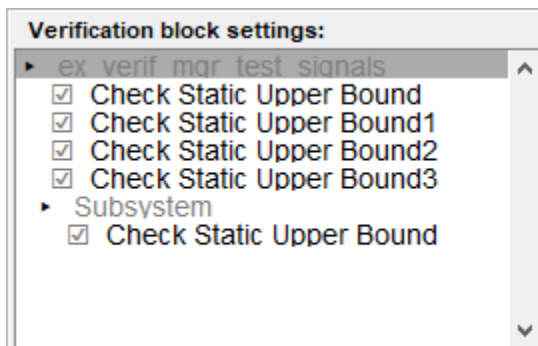 Verification block settings:
ex_verif_mgr_test_signals
Check Static Upper Bound
Check Static Upper Bound1
Check Static Upper Bound2
Check Static Upper Bound3
Subsystem
Check Static Upper Bound